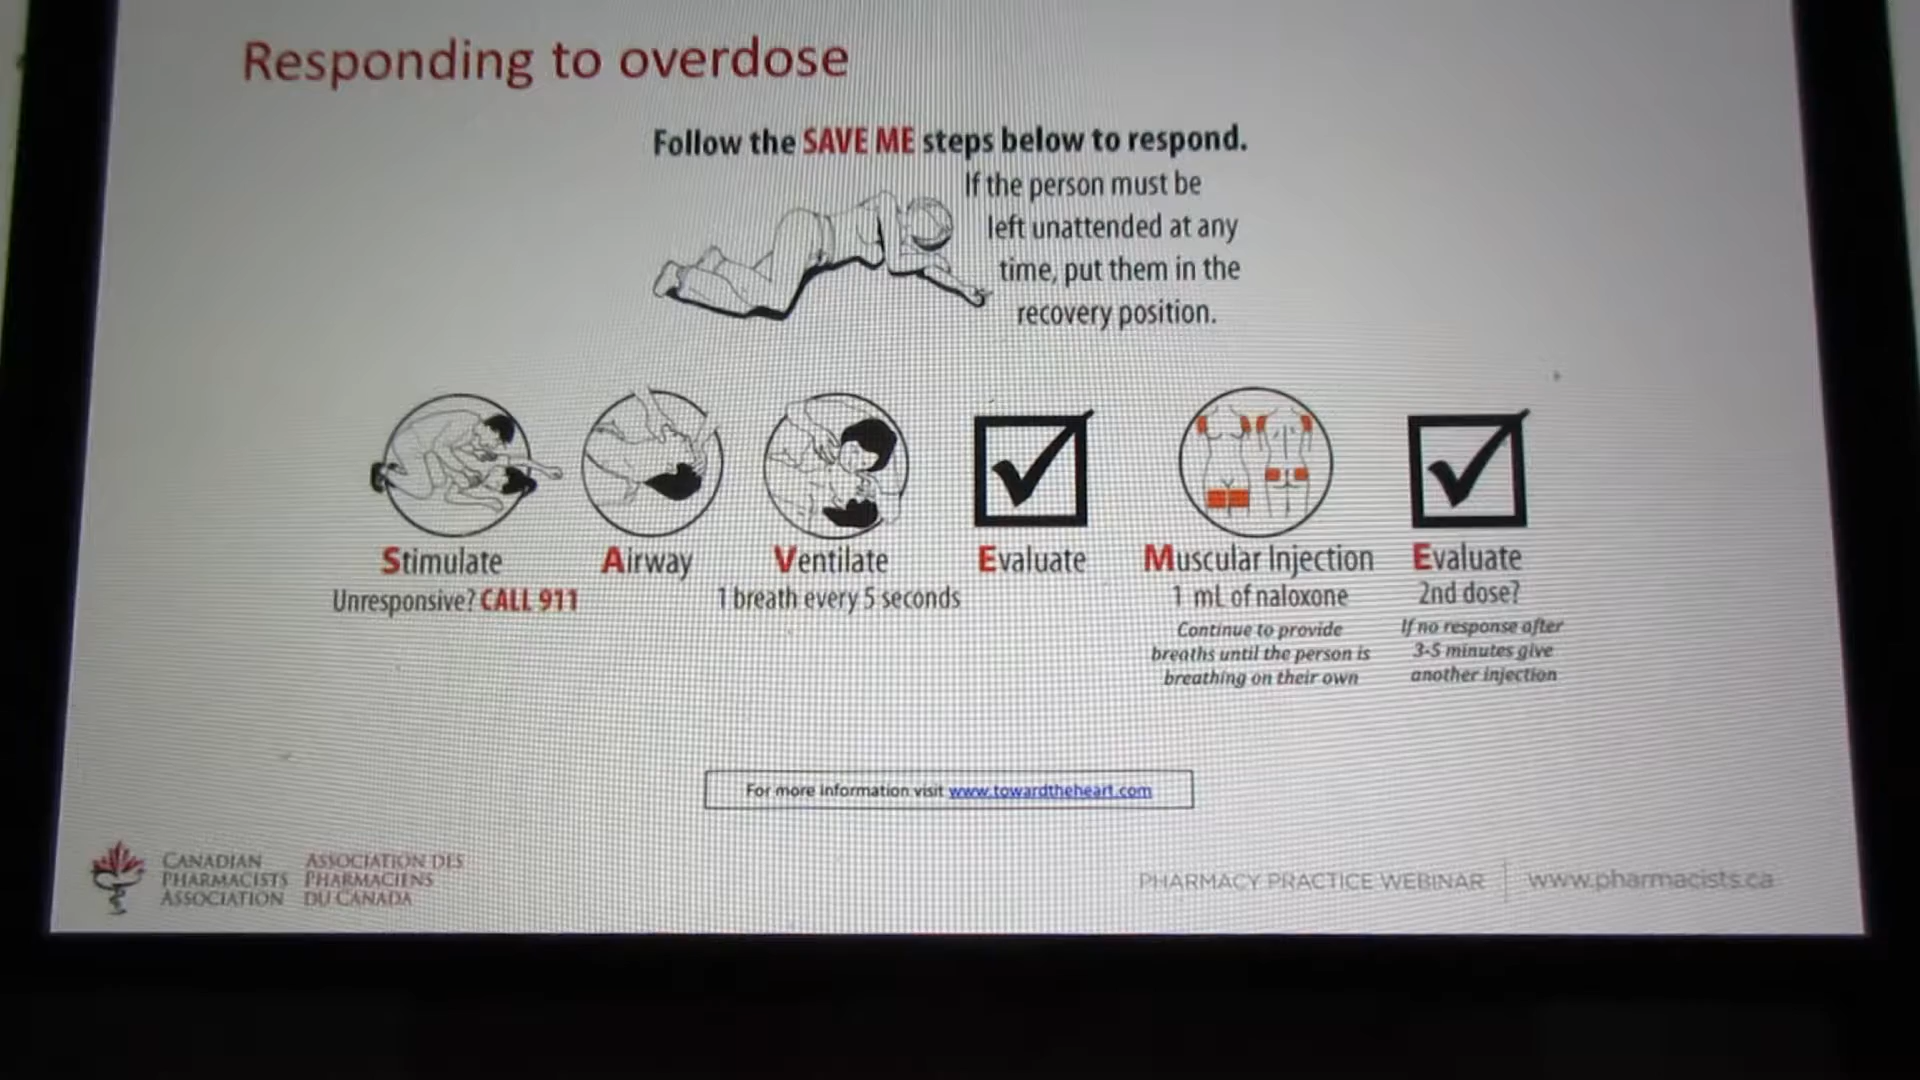 Responding to overdose
Follow the SAVE ME steps below to respond.
If the person must be
left unattended at any
time, put them in the
recovery position.
Stimulate
Unresponsive? CALL 911
Airway
Ventilate
1 breath every 5 seconds
Evaluate
Muscular Injection
1 mL of naloxone
Continue to provide
breaths until the person is
breathing on their own
Evaluate
2nd dose?
If no response after
3-5 minutes give
another injection
For more information visit www.towardtheheart.com
CANADIAN
PHARMACISTS
ASSOCIATION
ASSOCIATION DES
PHARMACIENS
DU CANADA
PHARMACY PRACTICE WEBINAR
www.pharmacists.ca